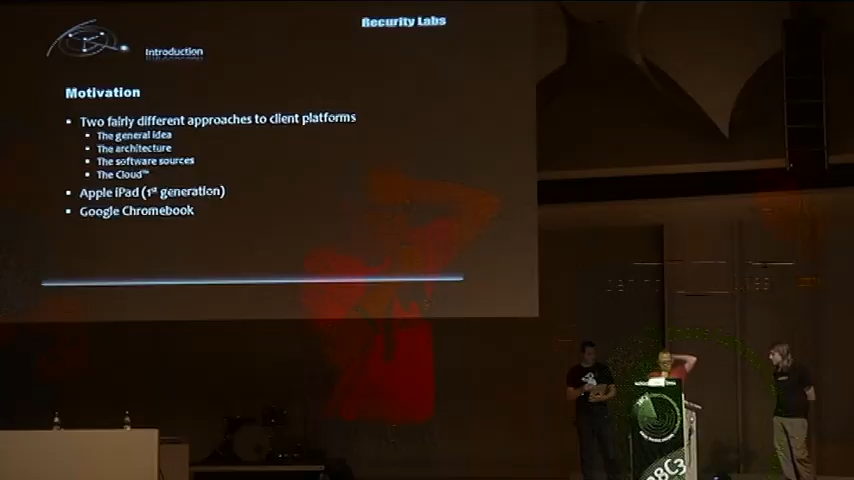 Recurity Labs
Introduction
Motivation
Two fairly different approaches to client platforms
The general idea
The architecture
The software sources
The Cloud™
Apple iPad (1st generation)
Google Chromebook